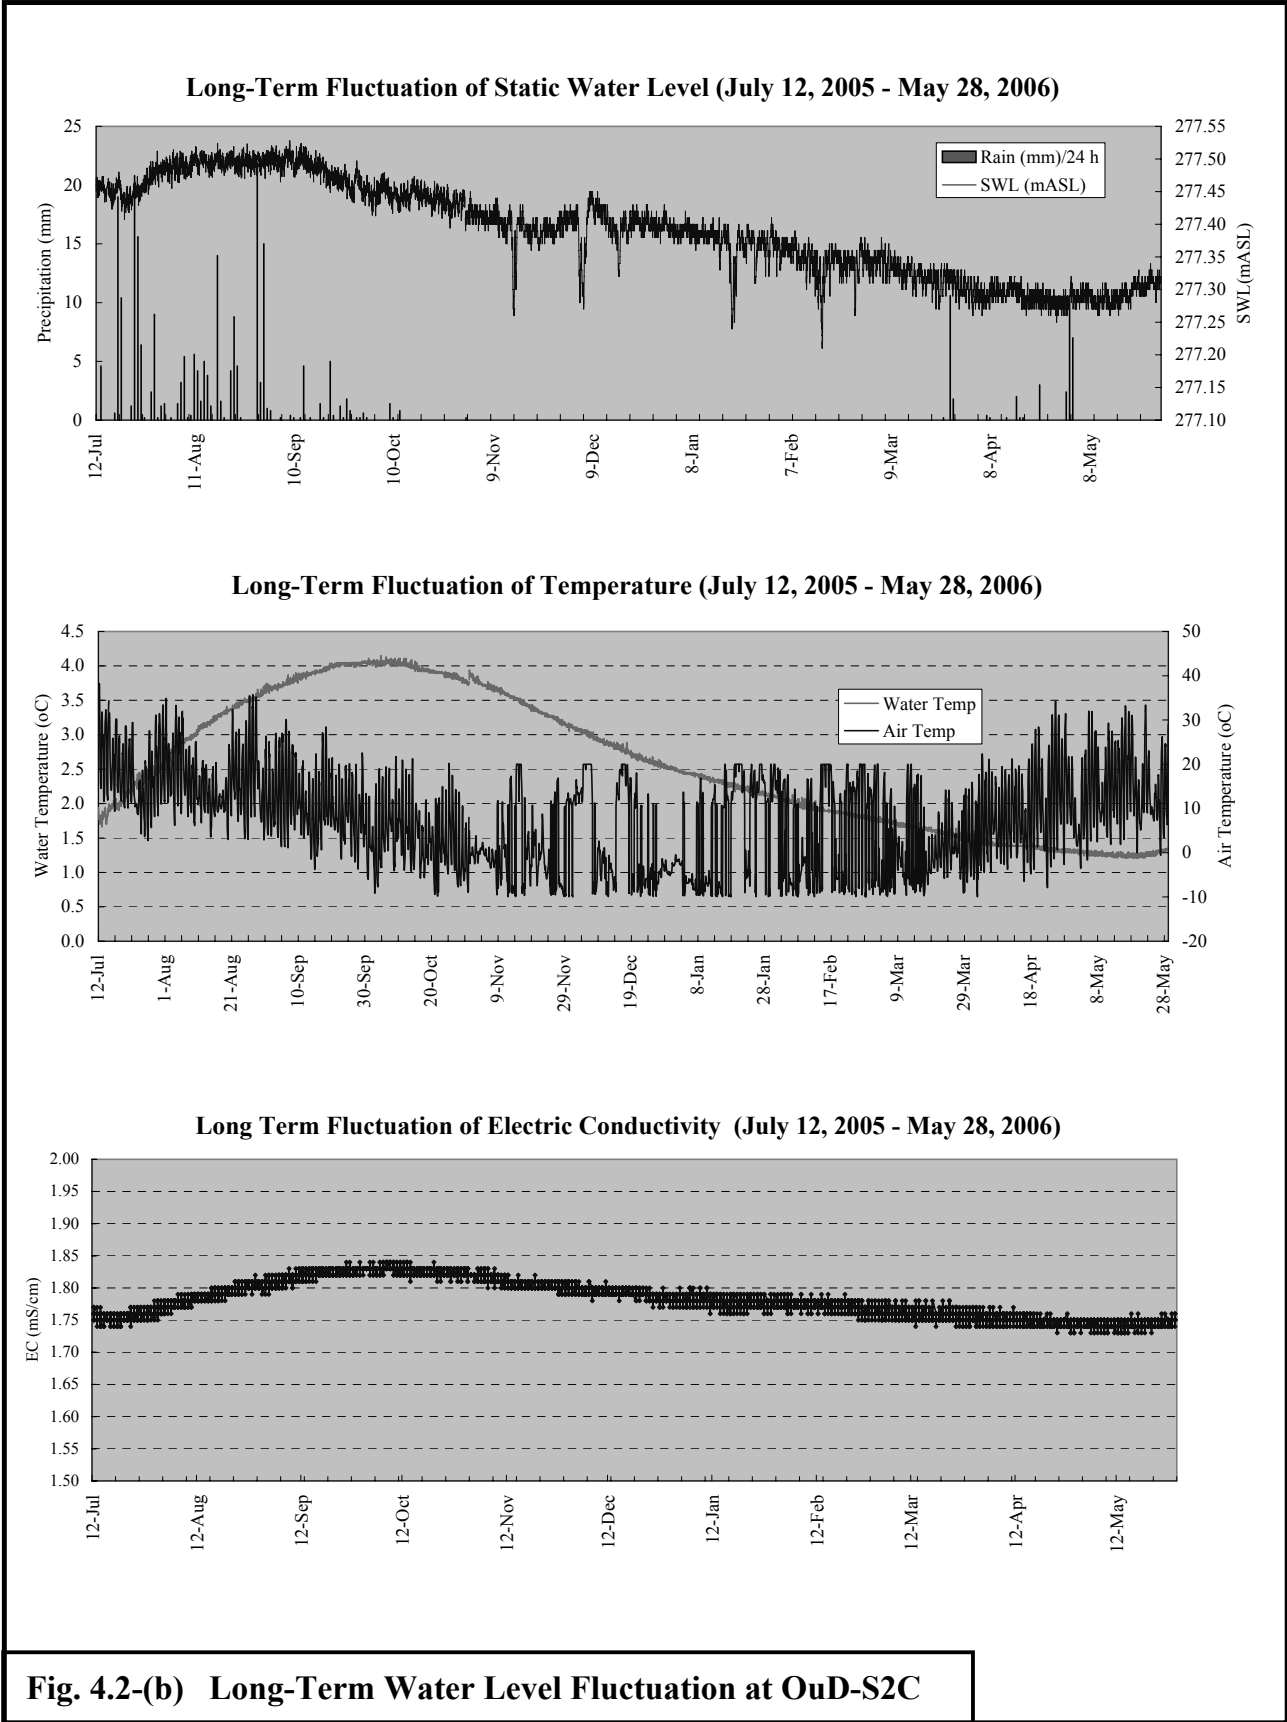 Long-Term Fluctuation of Static Water Level (July 12, 2005 - May 28, 2006)
25
20
15
10
5
0
Precipitation (mm)
277.55
277.50
277.45
277.40
277.35
277.30
277.25
277.20
277.15
277.10
SWL(mASL)
Rain (mm)/24 h
SWL (mASL)
12-Jul
11-Aug
10-Sep
10-Oct
9-Nov
9-Dec
8-Jan
7-Feb
9-Mar
8-Apr
8-May
Long-Term Fluctuation of Temperature (July 12, 2005 - May 28, 2006)
4.5
4.0
3.5
3.0
2.5
2.0
1.5
1.0
0.5
0.0
Water Temperature (oC)
50
40
30
20
10
0
-10
-20
Air Temperature (oC)
Water Temp
Air Temp
12-Jul
1-Aug
21-Aug
10-Sep
30-Sep
20-Oct
9-Nov
29-Nov
19-Dec
8-Jan
28-Jan
17-Feb
9-Mar
29-Mar
18-Apr
8-May
28-May
Long Term Fluctuation of Electric Conductivity (July 12, 2005 - May 28, 2006)
2.00
1.95
1.90
1.85
1.80
1.75
1.70
1.65
1.60
1.55
1.50
EC (mS/cm)
12-Jul
12-Aug
12-Sep
12-Oct
12-Nov
12-Dec
12-Jan
12-Feb
12-Mar
12-Apr
12-May
Fig. 4.2-(b) Long-Term Water Level Fluctuation at OuD-S2C